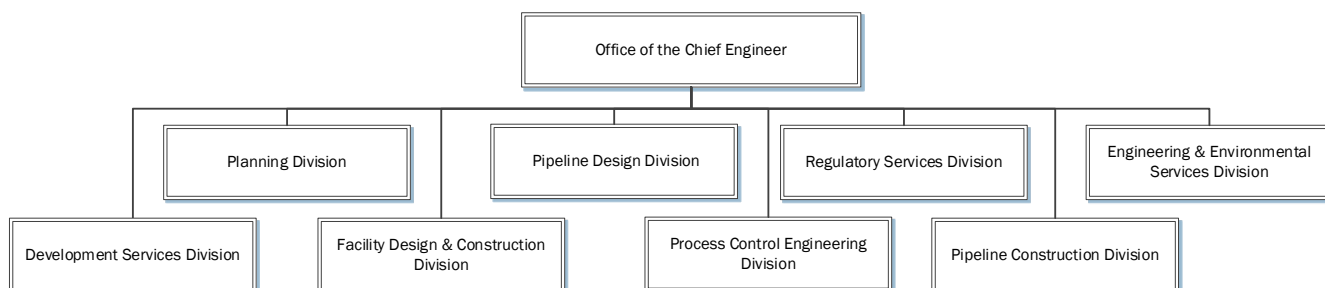 Office of the Chief Engineer
Planning Division
Pipeline Design Division
Regulatory Services Division
Engineering & Environmental
Services Division
Development Services Division
Facility Design & Construction
Division
Process Control Engineering
Division
Pipeline Construction Division